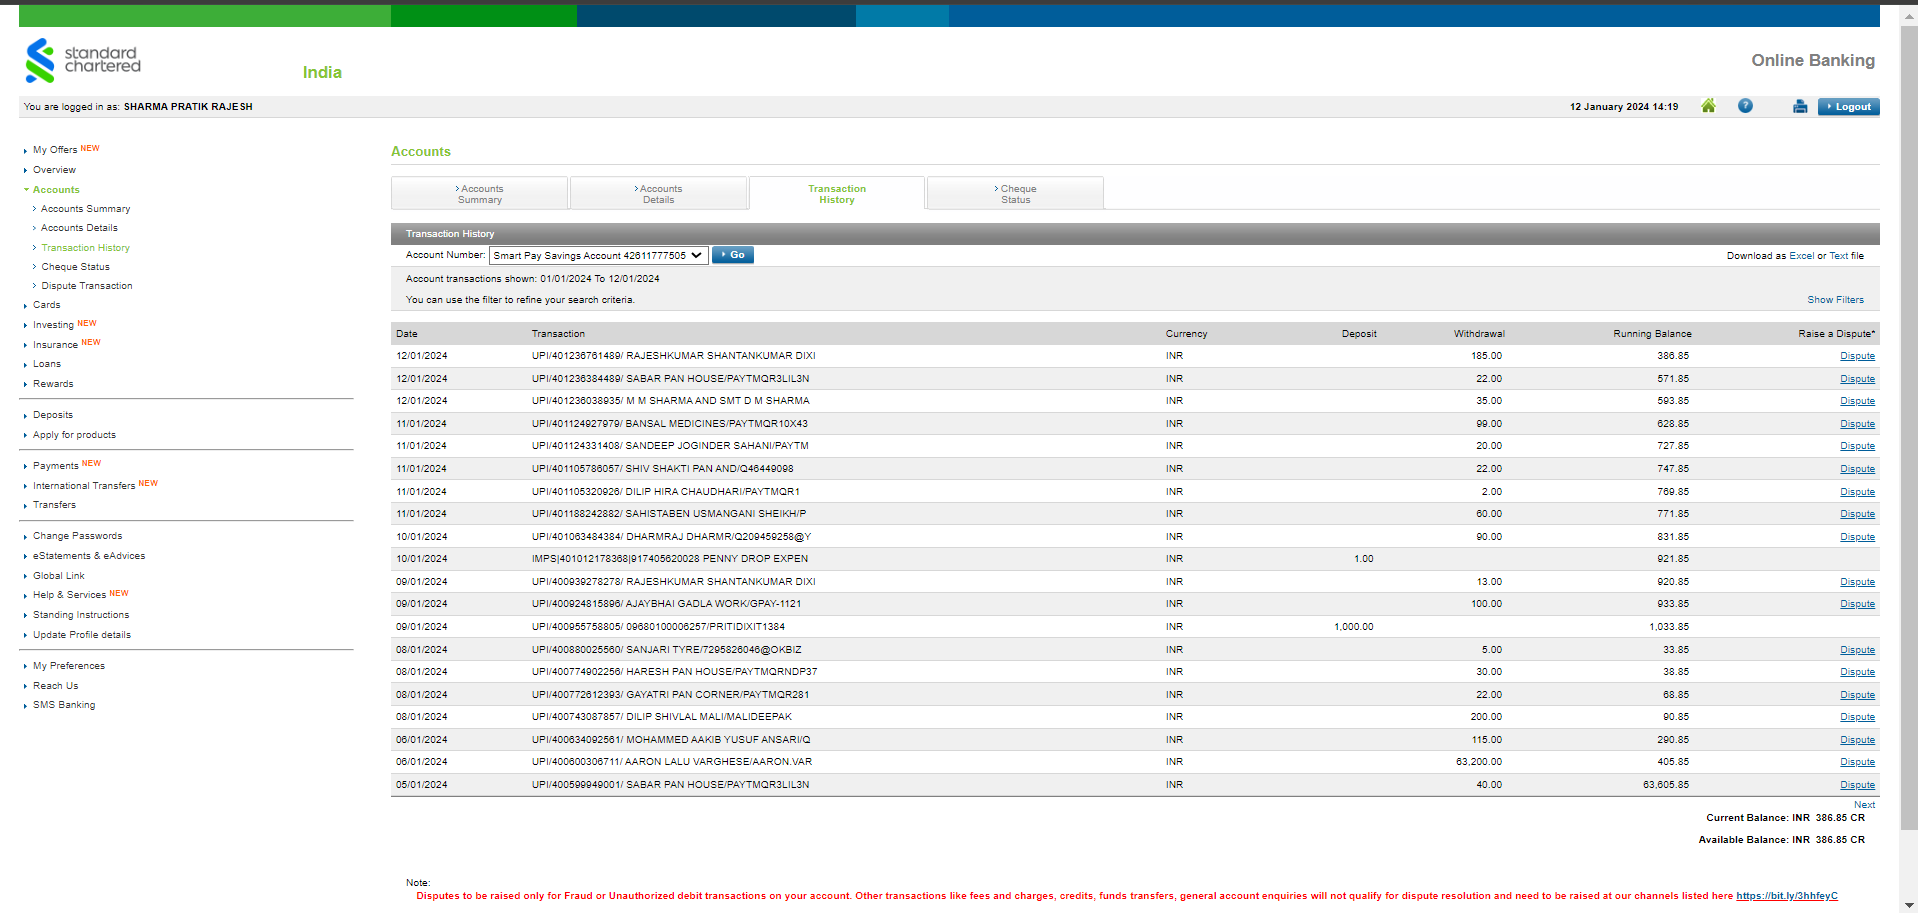 standard
chartered
India
Online Banking
You are logged in as: SHARMA PRATIK RAJESH
12 January 2024 14:19
Logout
My Offers NEW
Overview
Accounts
Accounts Summary
Accounts Details
Transaction History
Cheque Status
Dispute Transaction
Cards
Investing NEW
Insurance NEW
Loans
Rewards
Deposits
Apply for products
Payments NEW
International Transfers NEW
Transfers
Change Passwords
eStatements & eAdvices
Global Link
Help & Services NEW
Standing Instructions
Update Profile details
My Preferences
Reach Us
SMS Banking
Accounts
Accounts
Summary
Accounts
Details
Transaction
History
Cheque
Status
Transaction History
Account Number: Smart Pay Savings Account 42611777505 Go
Download as Excel or Text file
Account transactions shown: 01/01/2024 To 12/01/2024
You can use the filter to refine your search criteria.
Show Filters
Date Transaction Currency Deposit Withdrawal Running Balance Raise a Dispute*
12/01/2024 UPI/401236761489/ RAJESHKUMAR SHANTANKUMAR DIXI INR 185.00 386.85 Dispute
12/01/2024 UPI/401236384489/ SABAR PAN HOUSE/PAYTMQR3LIL3N INR 22.00 571.85 Dispute
12/01/2024 UPI/401236038935/ M M SHARMA AND SMT D M SHARMA INR 35.00 593.85 Dispute
11/01/2024 UPI/401124927979/ BANSAL MEDICINES/PAYTMQR10X43 INR 99.00 628.85 Dispute
11/01/2024 UPI/401124331408/ SANDEEP JOGINDER SAHANI/PAYTM INR 20.00 727.85 Dispute
11/01/2024 UPI/401105786057/ SHIV SHAKTI PAN AND/Q46449098 INR 22.00 747.85 Dispute
11/01/2024 UPI/401105320926/ DILIP HIRA CHAUDHARI/PAYTMQR1 INR 2.00 769.85 Dispute
11/01/2024 UPI/401188242882/ SAHISTABEN USMANGANI SHEIKH/P INR 60.00 771.85 Dispute
10/01/2024 UPI/401063484384/ DHARMRAJ DHARMR/Q209459258@Y INR 90.00 831.85 Dispute
10/01/2024 IMPS|401012178368|917405620028 PENNY DROP EXPEN INR 1.00 921.85
09/01/2024 UPI/400939278278/ RAJESHKUMAR SHANTANKUMAR DIXI INR 13.00 920.85 Dispute
09/01/2024 UPI/400924815896/ AJAYBHAI GADLA WORK/GPAY-1121 INR 100.00 933.85 Dispute
09/01/2024 UPI/400955758805/ 09680100006257/PRITIDIXIT1384 INR 1,000.00 1,033.85
08/01/2024 UPI/400880025560/ SANJARI TYRE/7295826046@OKBIZ INR 5.00 33.85 Dispute
08/01/2024 UPI/400774902256/ HARESH PAN HOUSE/PAYTMQRNDP37 INR 30.00 38.85 Dispute
08/01/2024 UPI/400772612393/ GAYATRI PAN CORNER/PAYTMQR281 INR 22.00 68.85 Dispute
08/01/2024 UPI/400743087857/ DILIP SHIVLAL MALI/MALIDEEPAK INR 200.00 90.85 Dispute
06/01/2024 UPI/400634092561/ MOHAMMED AAKIB YUSUF ANSARI/Q INR 115.00 290.85 Dispute
06/01/2024 UPI/400600306711/ AARON LALU VARGHESE/AARON.VAR INR 63,200.00 405.85 Dispute
05/01/2024 UPI/400599949001/ SABAR PAN HOUSE/PAYTMQR3LIL3N INR 40.00 63,605.85 Dispute
Next
Current Balance: INR 386.85 CR
Available Balance: INR 386.85 CR
Note:
Disputes to be raised only for Fraud or Unauthorized debit transactions on your account. Other transactions like fees and charges, credits, funds transfers, general account enquiries will not qualify for dispute resolution and need to be raised at our channels listed here https://bit.ly/3hhfeyC